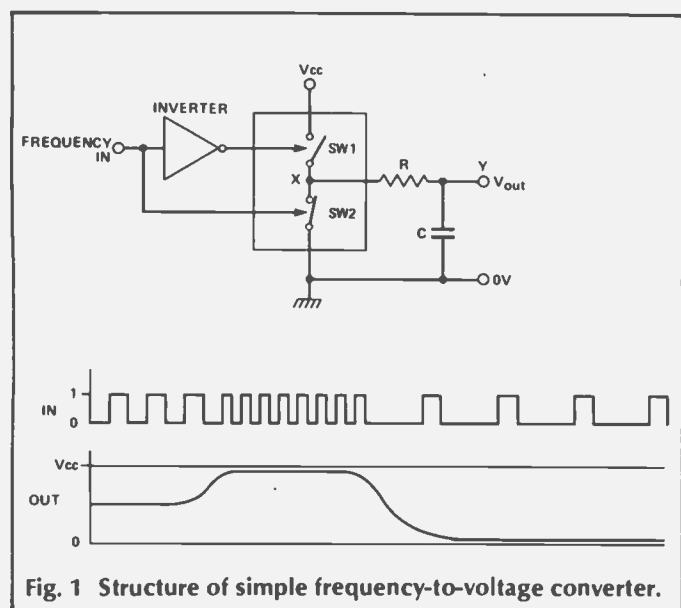 Vcc
INVERTER
FREQUENCY
IN
SW1
X
R
Y
Vout
SW2
C
0V
1
IN
0
Vcc
OUT
0
Fig. 1 Structure of simple frequency-to-voltage converter.